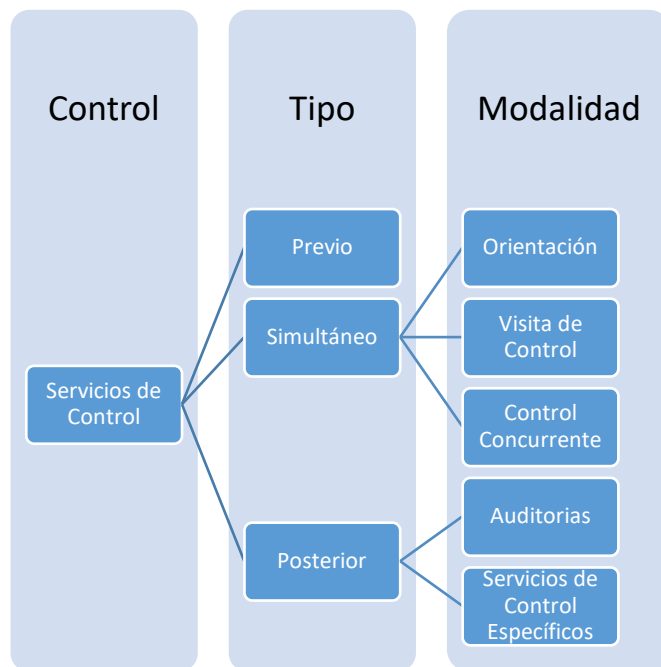 Control
Tipo
Modalidad
Previo
Orientación
Simultáneo
Visita de
Control
Servicios de
Control
Control
Concurrente
Posterior
Auditorias
Servicios de
Control
Específicos